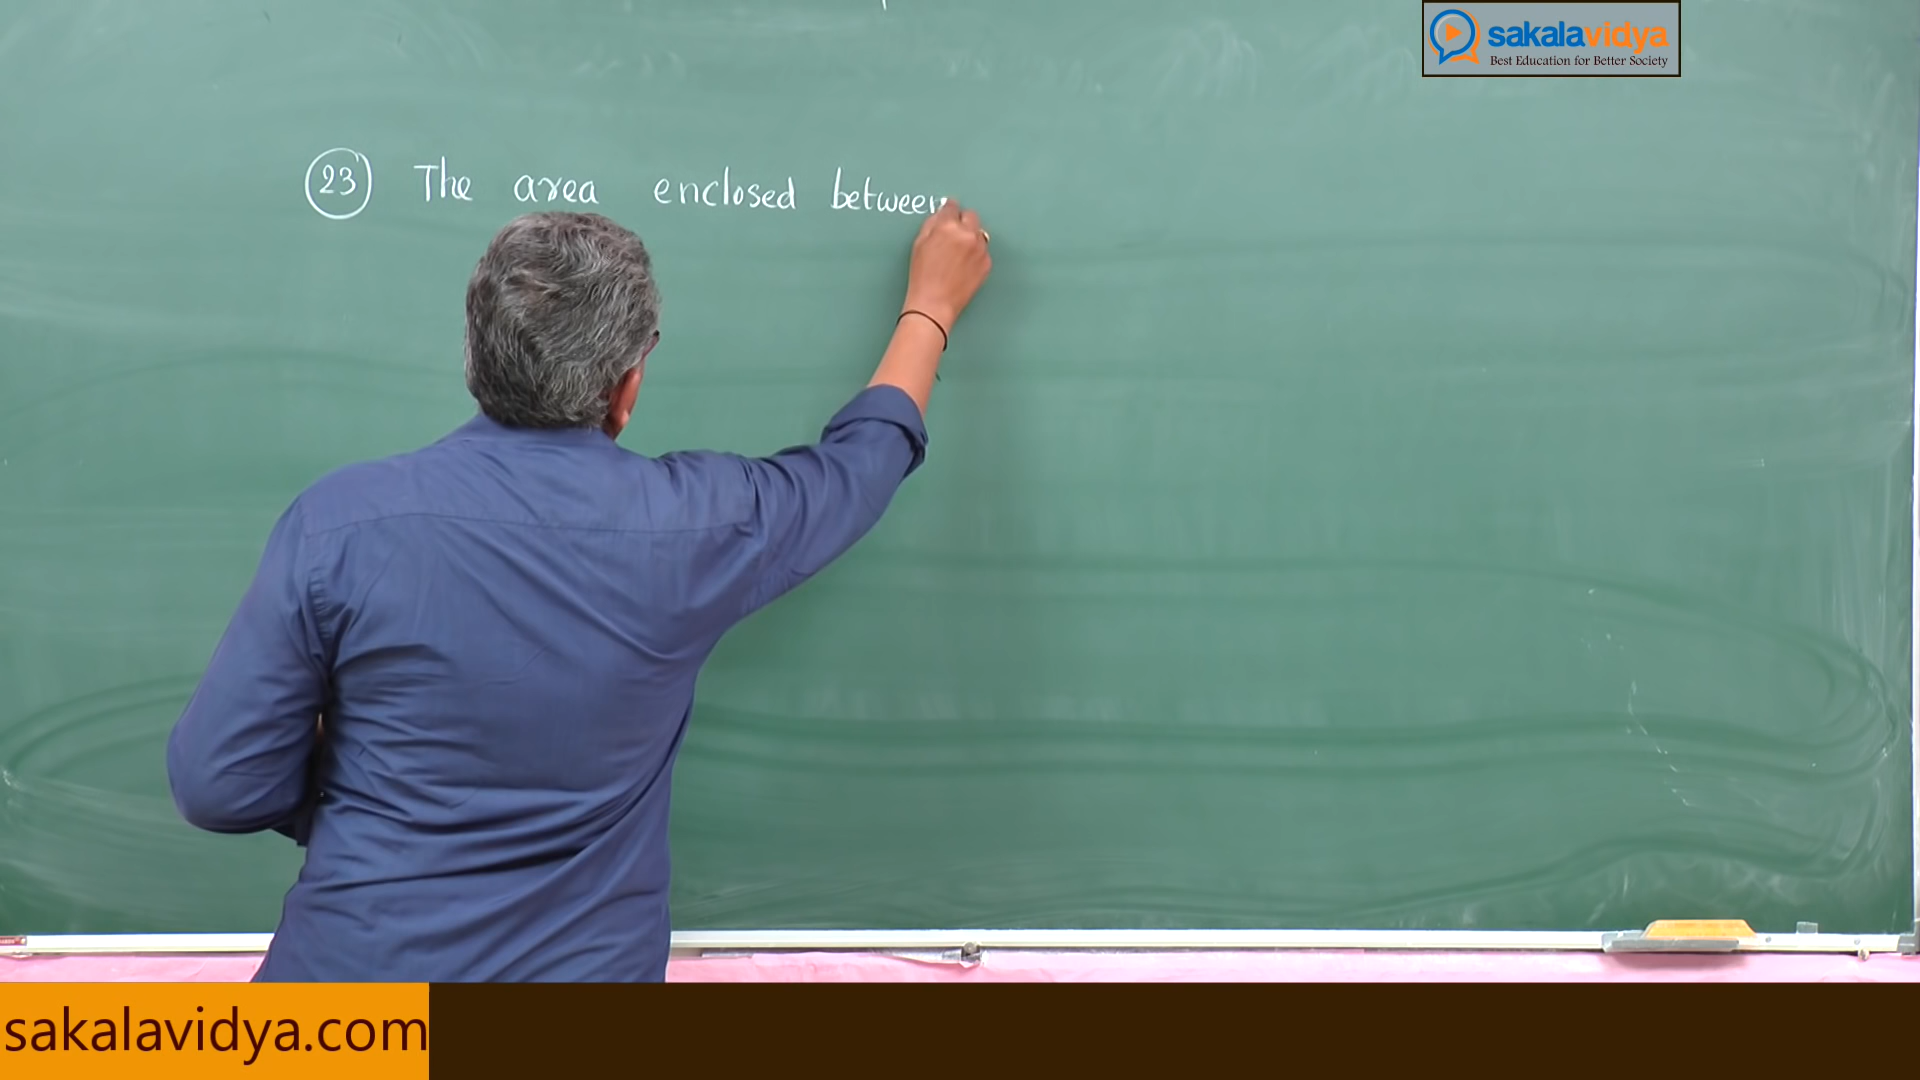 sakalavidya
Best Education for Better Society
23 The area enclosed between
sakalavidya.com